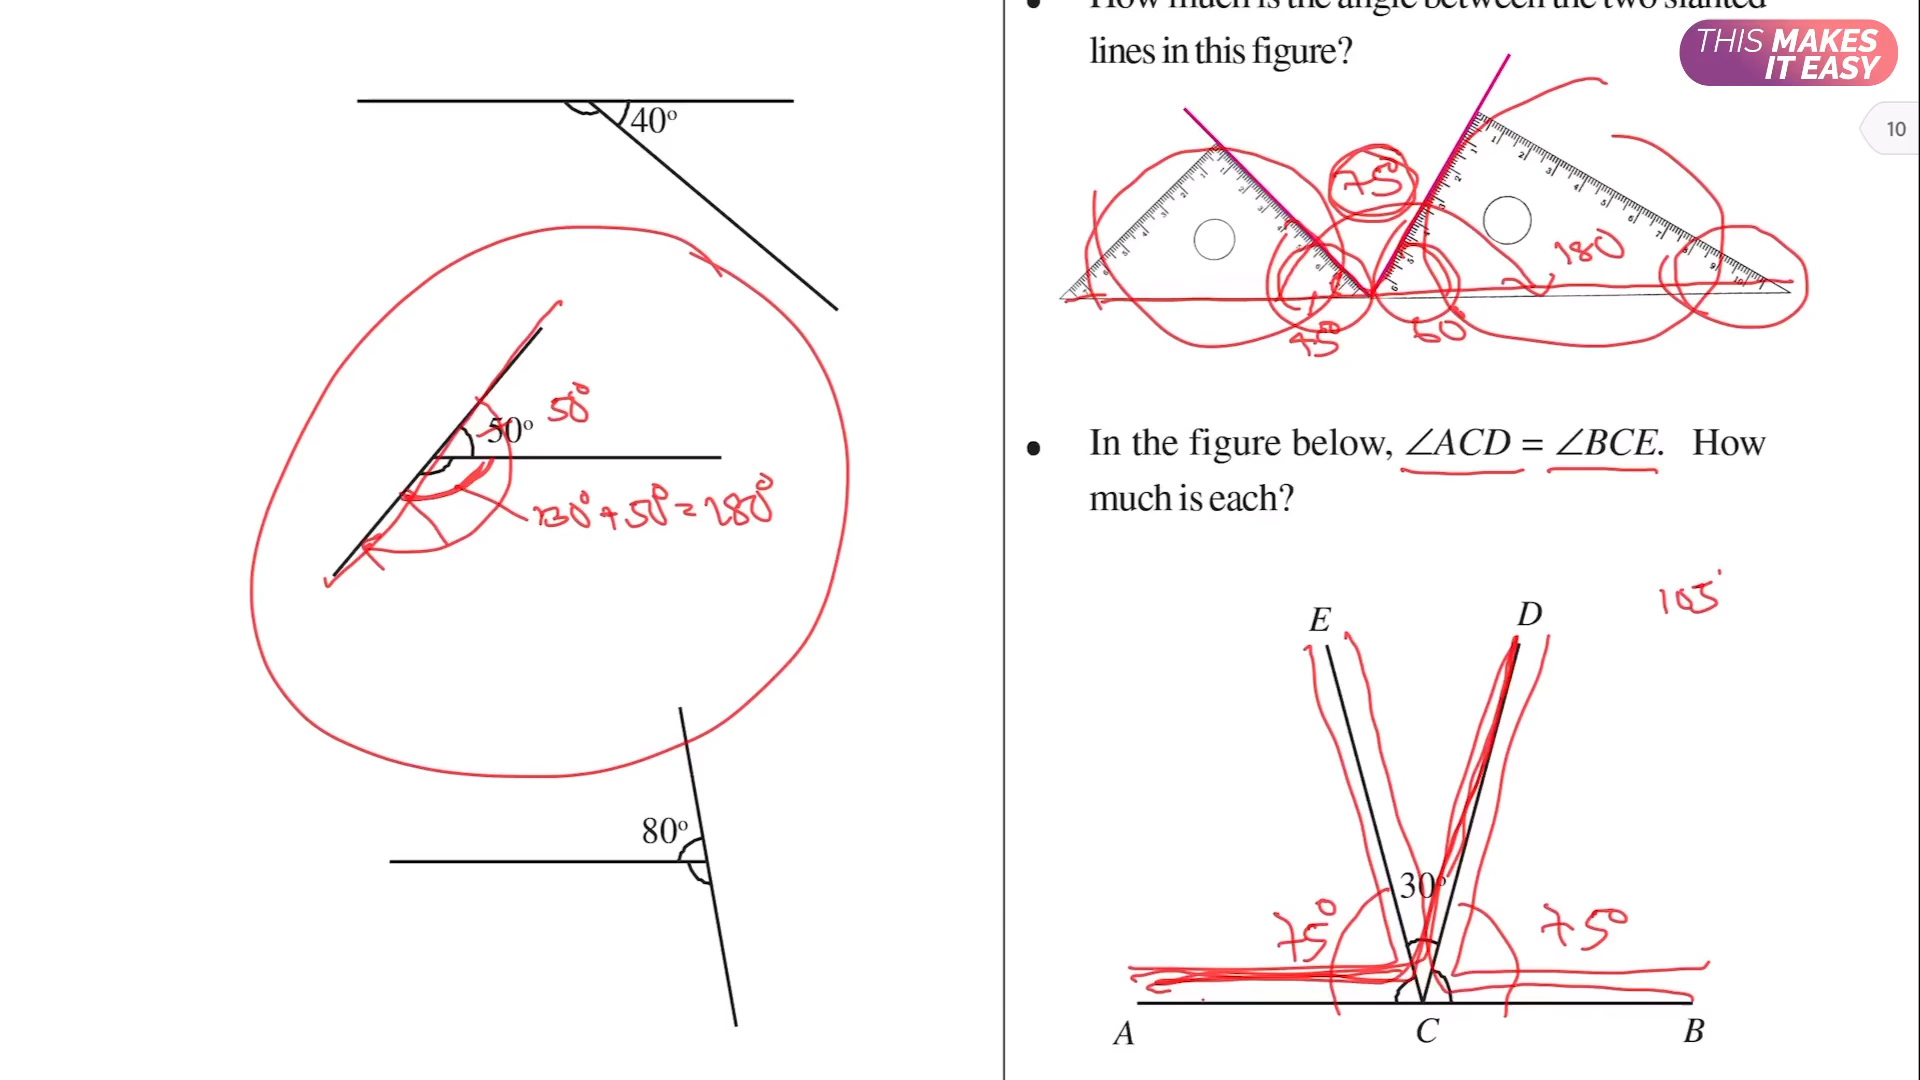 40°
50°
50°
130°+50°=180°
80°
lines in this figure?
THIS MAKES
IT EASY
10
75°
180
45°
60°
In the figure below, ∠ACD = ∠BCE. How
much is each?
105°
E
D
30°
75°
75°
A
C
B